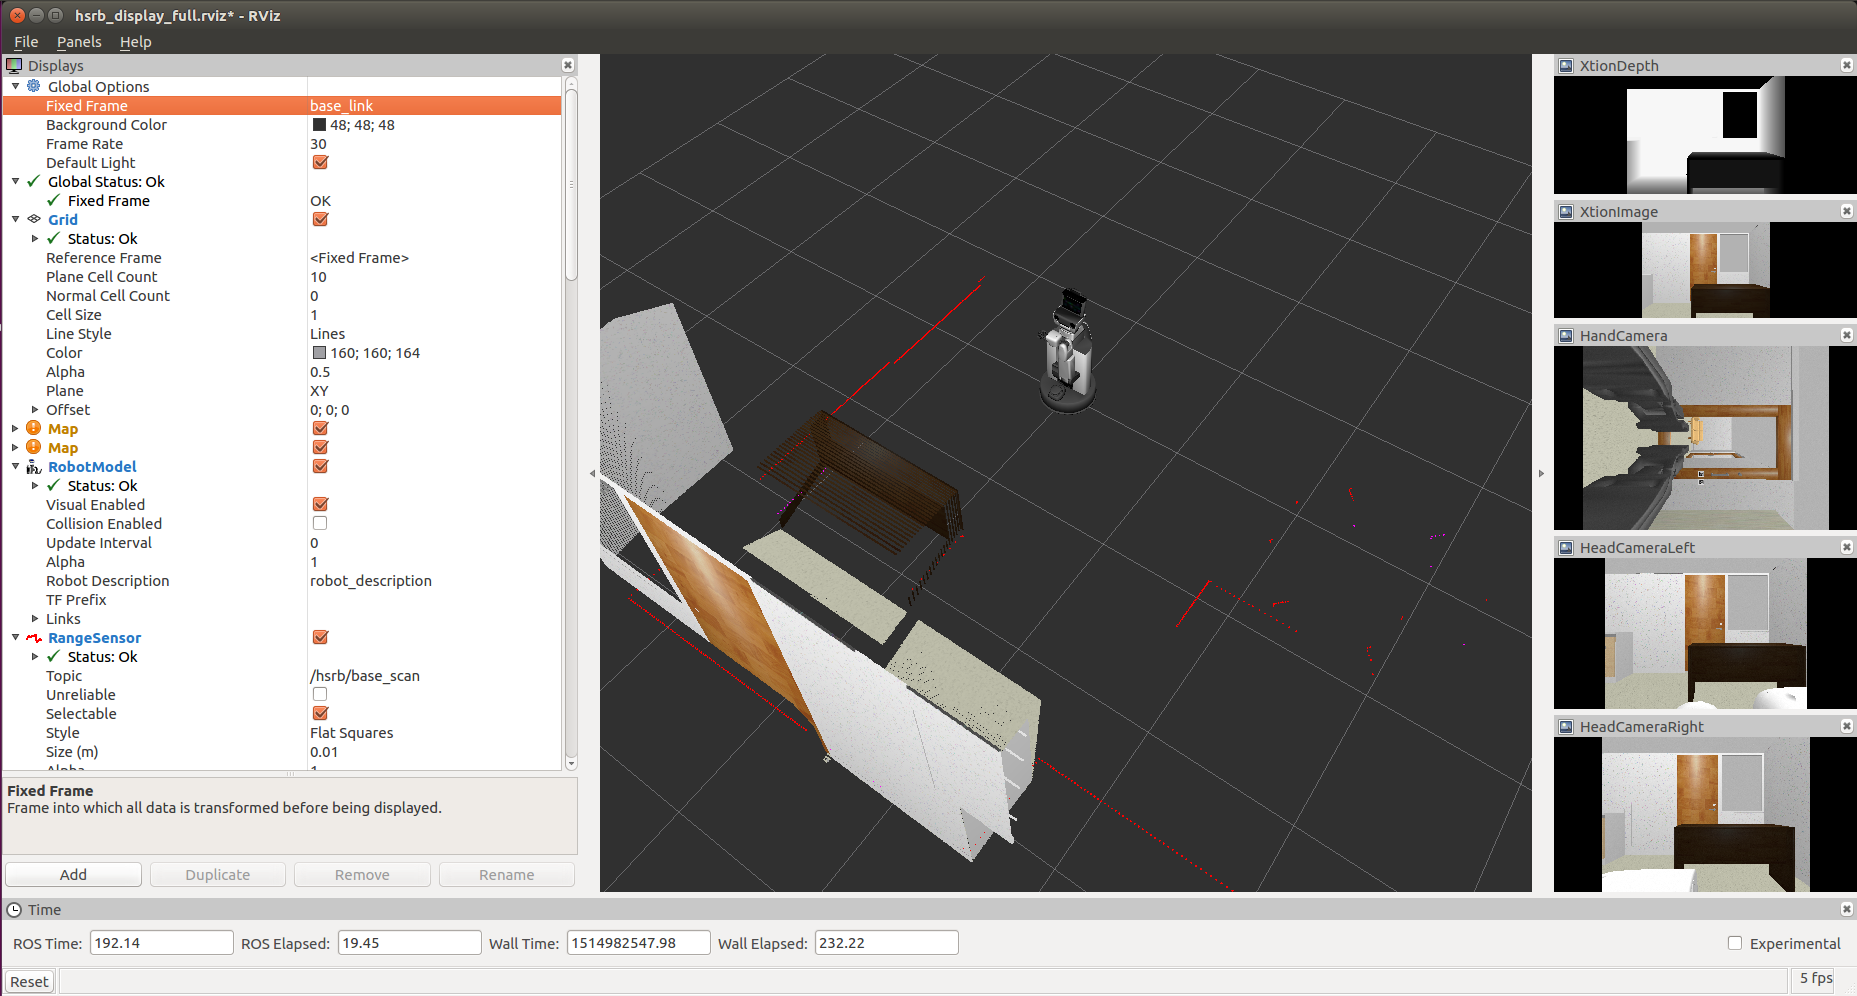 hsrb_display_full.rviz* - RViz
File Panels Help
Displays
Global Options
Fixed Frame base_link
Background Color 48; 48; 48
Frame Rate 30
Default Light
Global Status: Ok
Fixed Frame OK
Grid
Status: Ok
Reference Frame <Fixed Frame>
Plane Cell Count 10
Normal Cell Count 0
Cell Size 1
Line Style Lines
Color 160; 160; 164
Alpha 0.5
Plane XY
Offset 0; 0; 0
Map
Map
RobotModel
Status: Ok
Visual Enabled
Collision Enabled
Update Interval 0
Alpha 1
Robot Description robot_description
TF Prefix
Links
RangeSensor
Status: Ok
Topic /hsrb/base_scan
Unreliable
Selectable
Style Flat Squares
Size (m) 0.01
Alpha 1
Fixed Frame
Frame into which all data is transformed before being displayed.
Add Duplicate Remove Rename
XtionDepth
XtionImage
HandCamera
HeadCameraLeft
HeadCameraRight
Time
ROS Time: 192.14 ROS Elapsed: 19.45 Wall Time: 1514982547.98 Wall Elapsed: 232.22 Experimental
Reset 5 fps